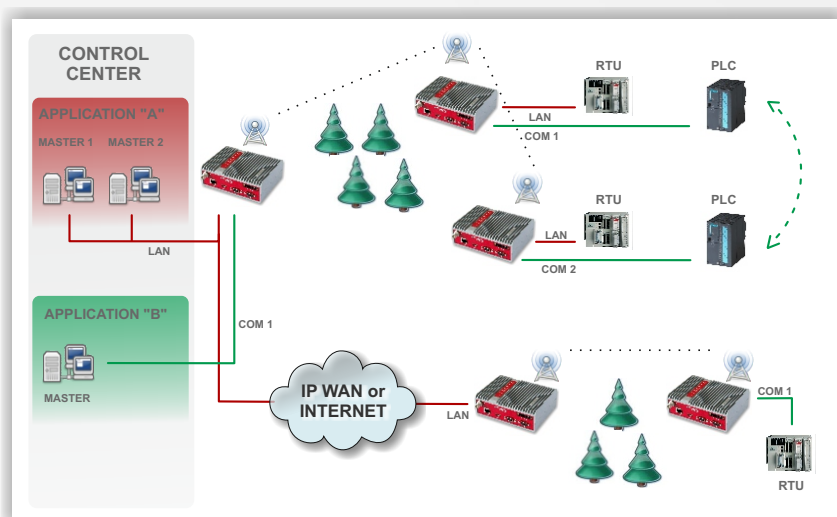 CONTROL
CENTER
APPLICATION "A"
MASTER 1
MASTER 2
LAN
APPLICATION "B"
MASTER
COM 1
RTU
PLC
LAN
COM 1
RTU
PLC
LAN
COM 2
IP WAN or
INTERNET
LAN
COM 1
RTU